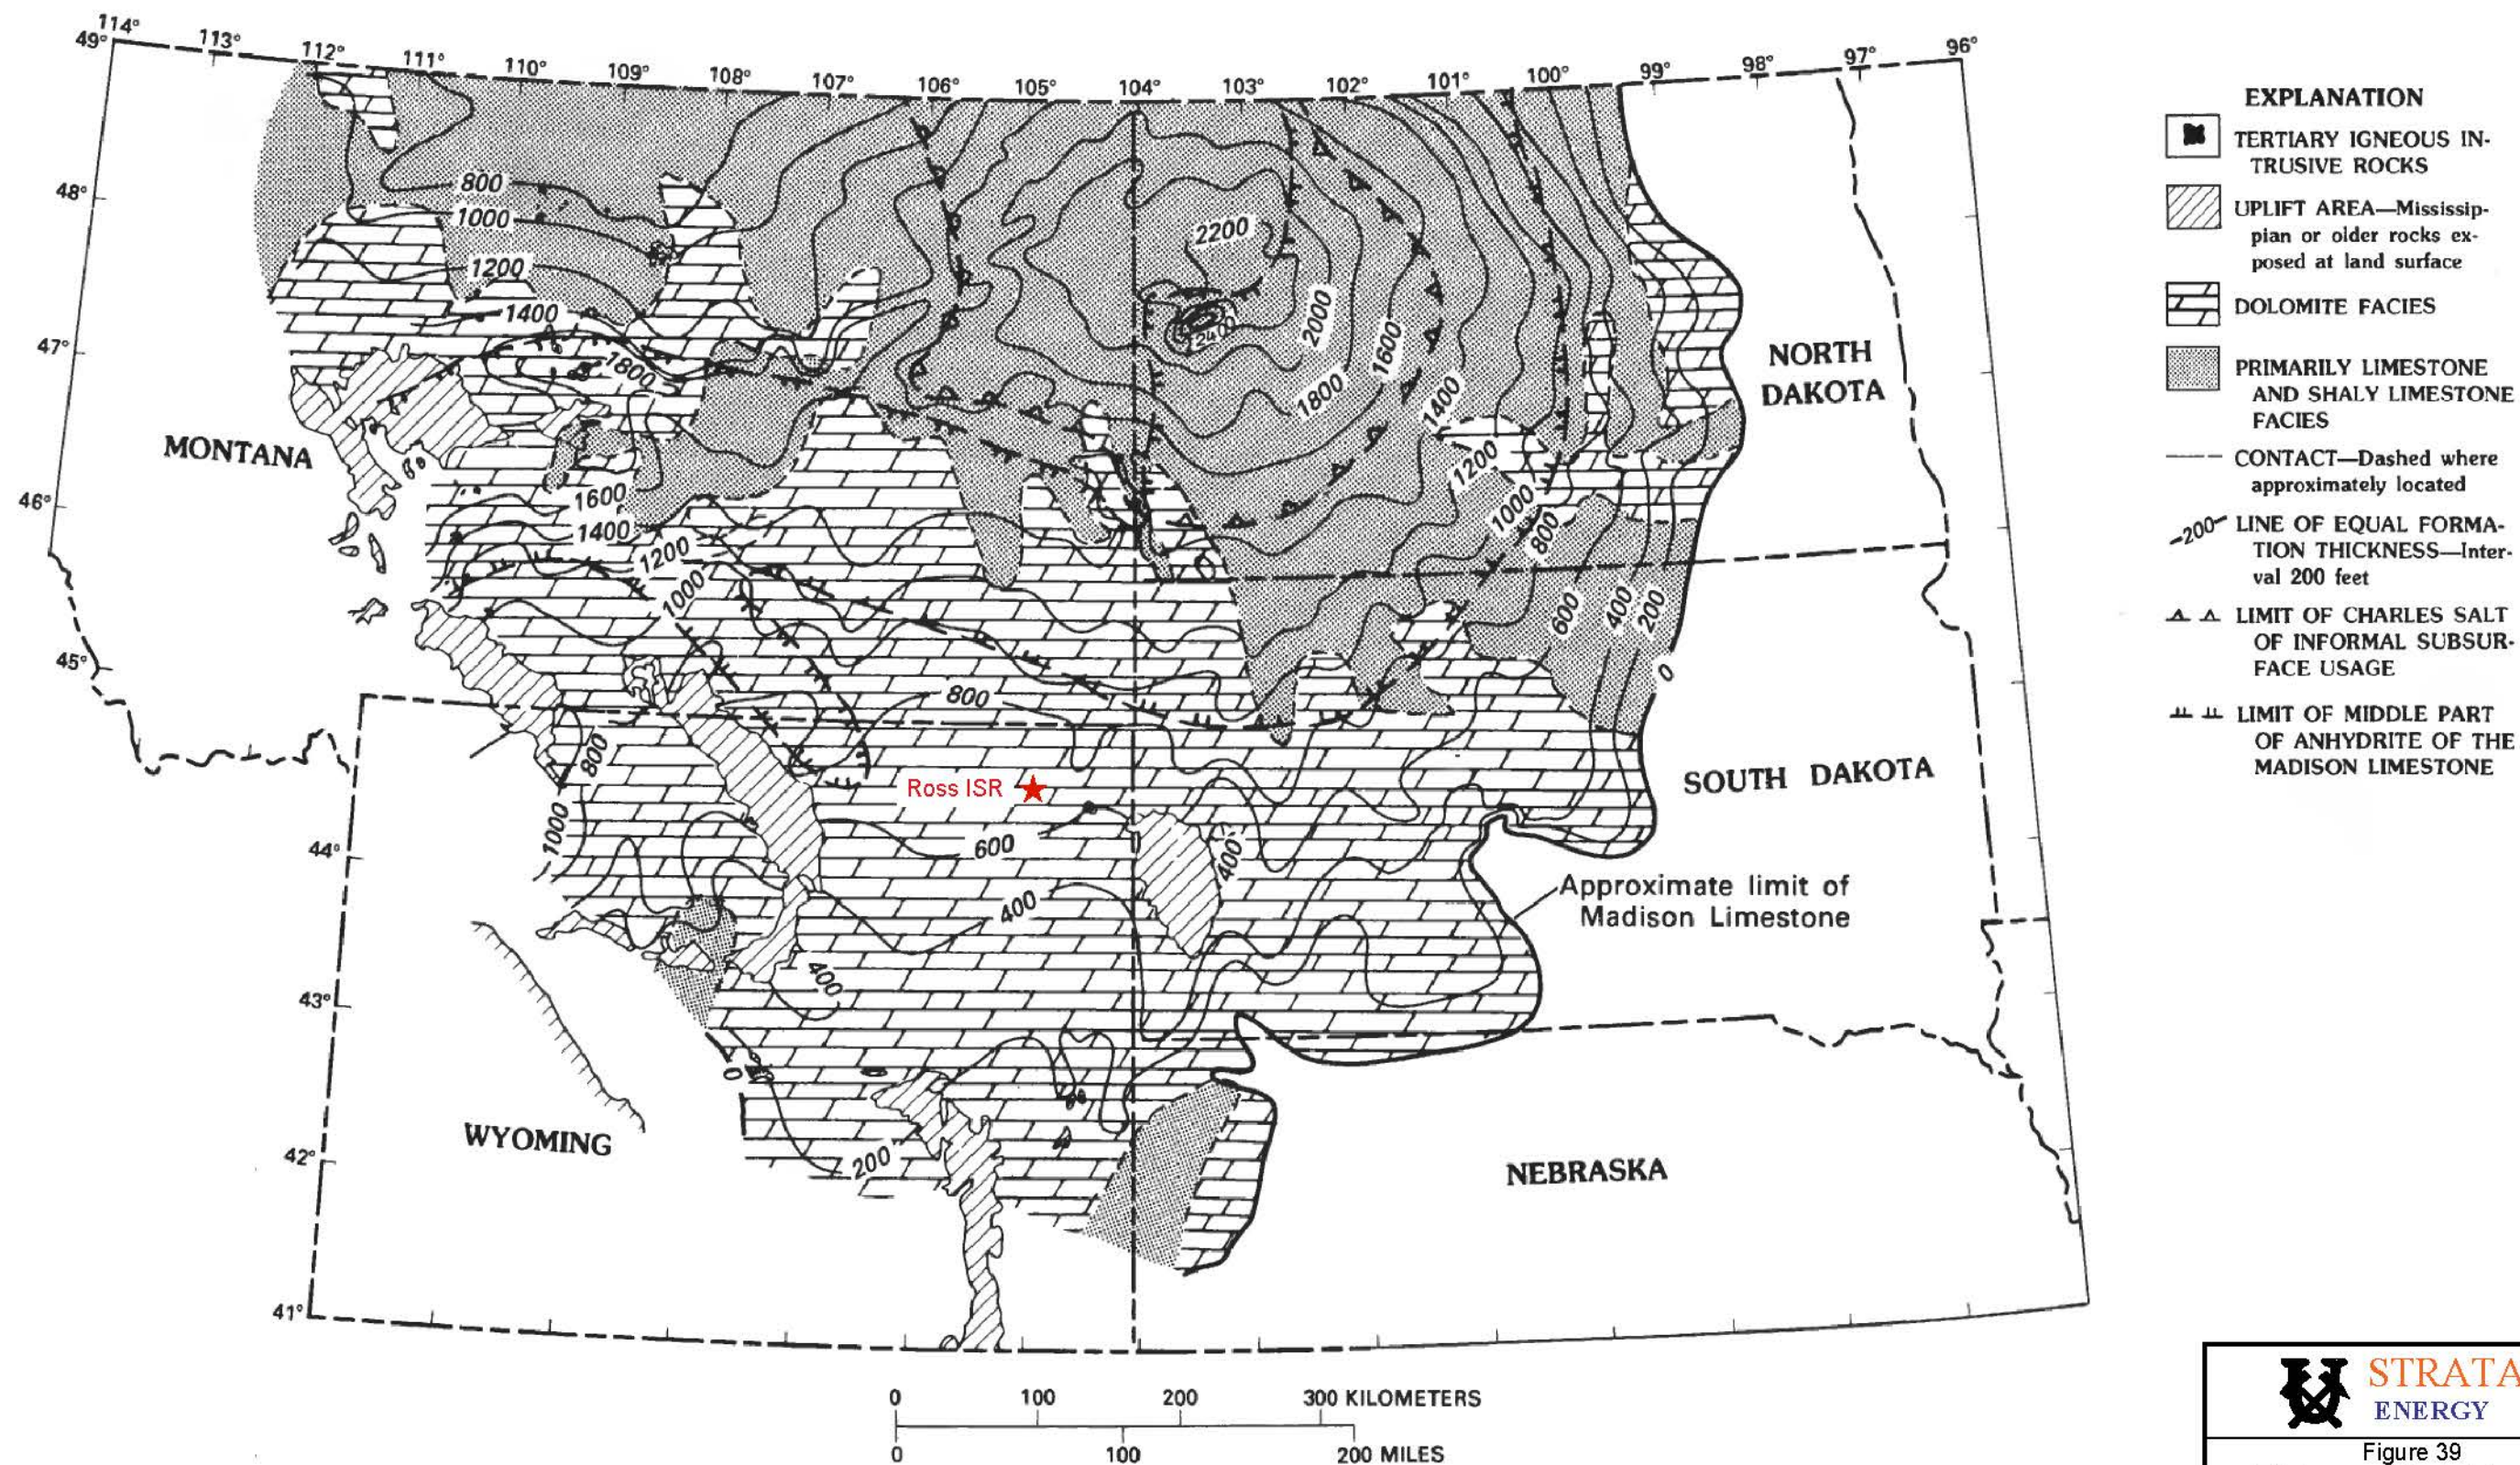 114°
113°
112°
111°
110°
109°
108°
107°
106°
105°
104°
103°
102°
101°
100°
99°
98°
97°
96°
49°
48°
47°
46°
45°
44°
43°
42°
41°
800
1000
1200
1400
1800
2200
2400
2000
1600
1800
1400
1200
1000
800
600
400
200
0
1600
1400
1200
1000
800
800
1000
600
400
400
400
0
200
MONTANA
NORTH
DAKOTA
SOUTH DAKOTA
WYOMING
NEBRASKA
Ross ISR
Approximate limit of
Madison Limestone
EXPLANATION
TERTIARY IGNEOUS IN-
TRUSIVE ROCKS
UPLIFT AREA—Mississip-
pian or older rocks ex-
posed at land surface
DOLOMITE FACIES
PRIMARILY LIMESTONE
AND SHALY LIMESTONE
FACIES
CONTACT—Dashed where
approximately located
—200— LINE OF EQUAL FORMA-
TION THICKNESS—Inter-
val 200 feet
LIMIT OF CHARLES SALT
OF INFORMAL SUBSUR-
FACE USAGE
LIMIT OF MIDDLE PART
OF ANHYDRITE OF THE
MADISON LIMESTONE
0 100 200 300 KILOMETERS
0 100 200 MILES
STRATA
ENERGY
Figure 39